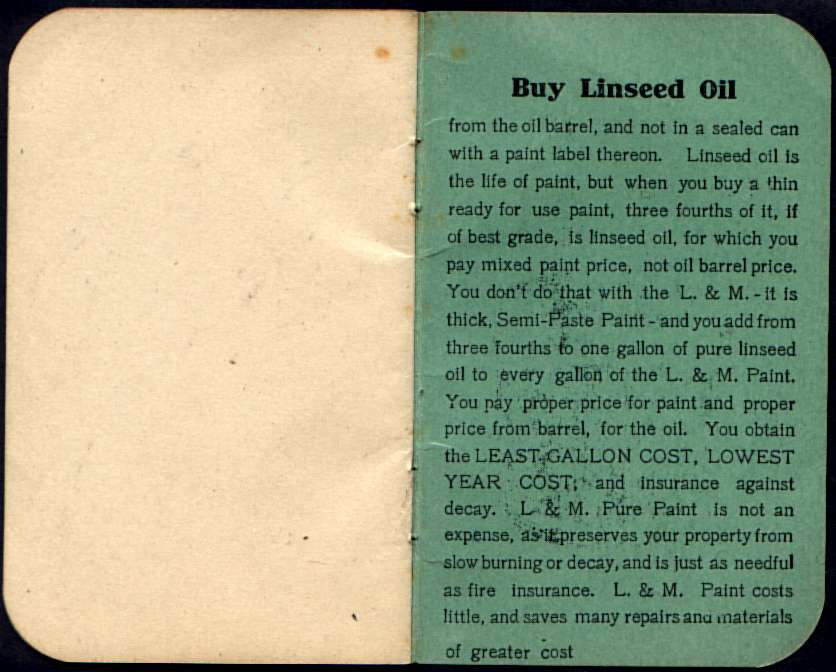 Buy Linseed Oil
from the oil barrel, and not in a sealed can
with a paint label thereon. Linseed oil is
the life of paint, but when you buy a thin
ready for use paint, three fourths of it, if
of best grade, is linseed oil, for which you
pay mixed paint price, not oil barrel price.
You don't do that with the L. & M. - it is
thick, Semi-Paste Paint - and you add from
three fourths to one gallon of pure linseed
oil to every gallon of the L. & M. Paint.
You pay proper price for paint and proper
price from barrel, for the oil. You obtain
the LEAST GALLON COST, LOWEST
YEAR COST; and insurance against
decay. L & M. Pure Paint is not an
expense, as it preserves your property from
slow burning or decay, and is just as needful
as fire insurance. L. & M. Paint costs
little, and saves many repairs and materials
of greater cost